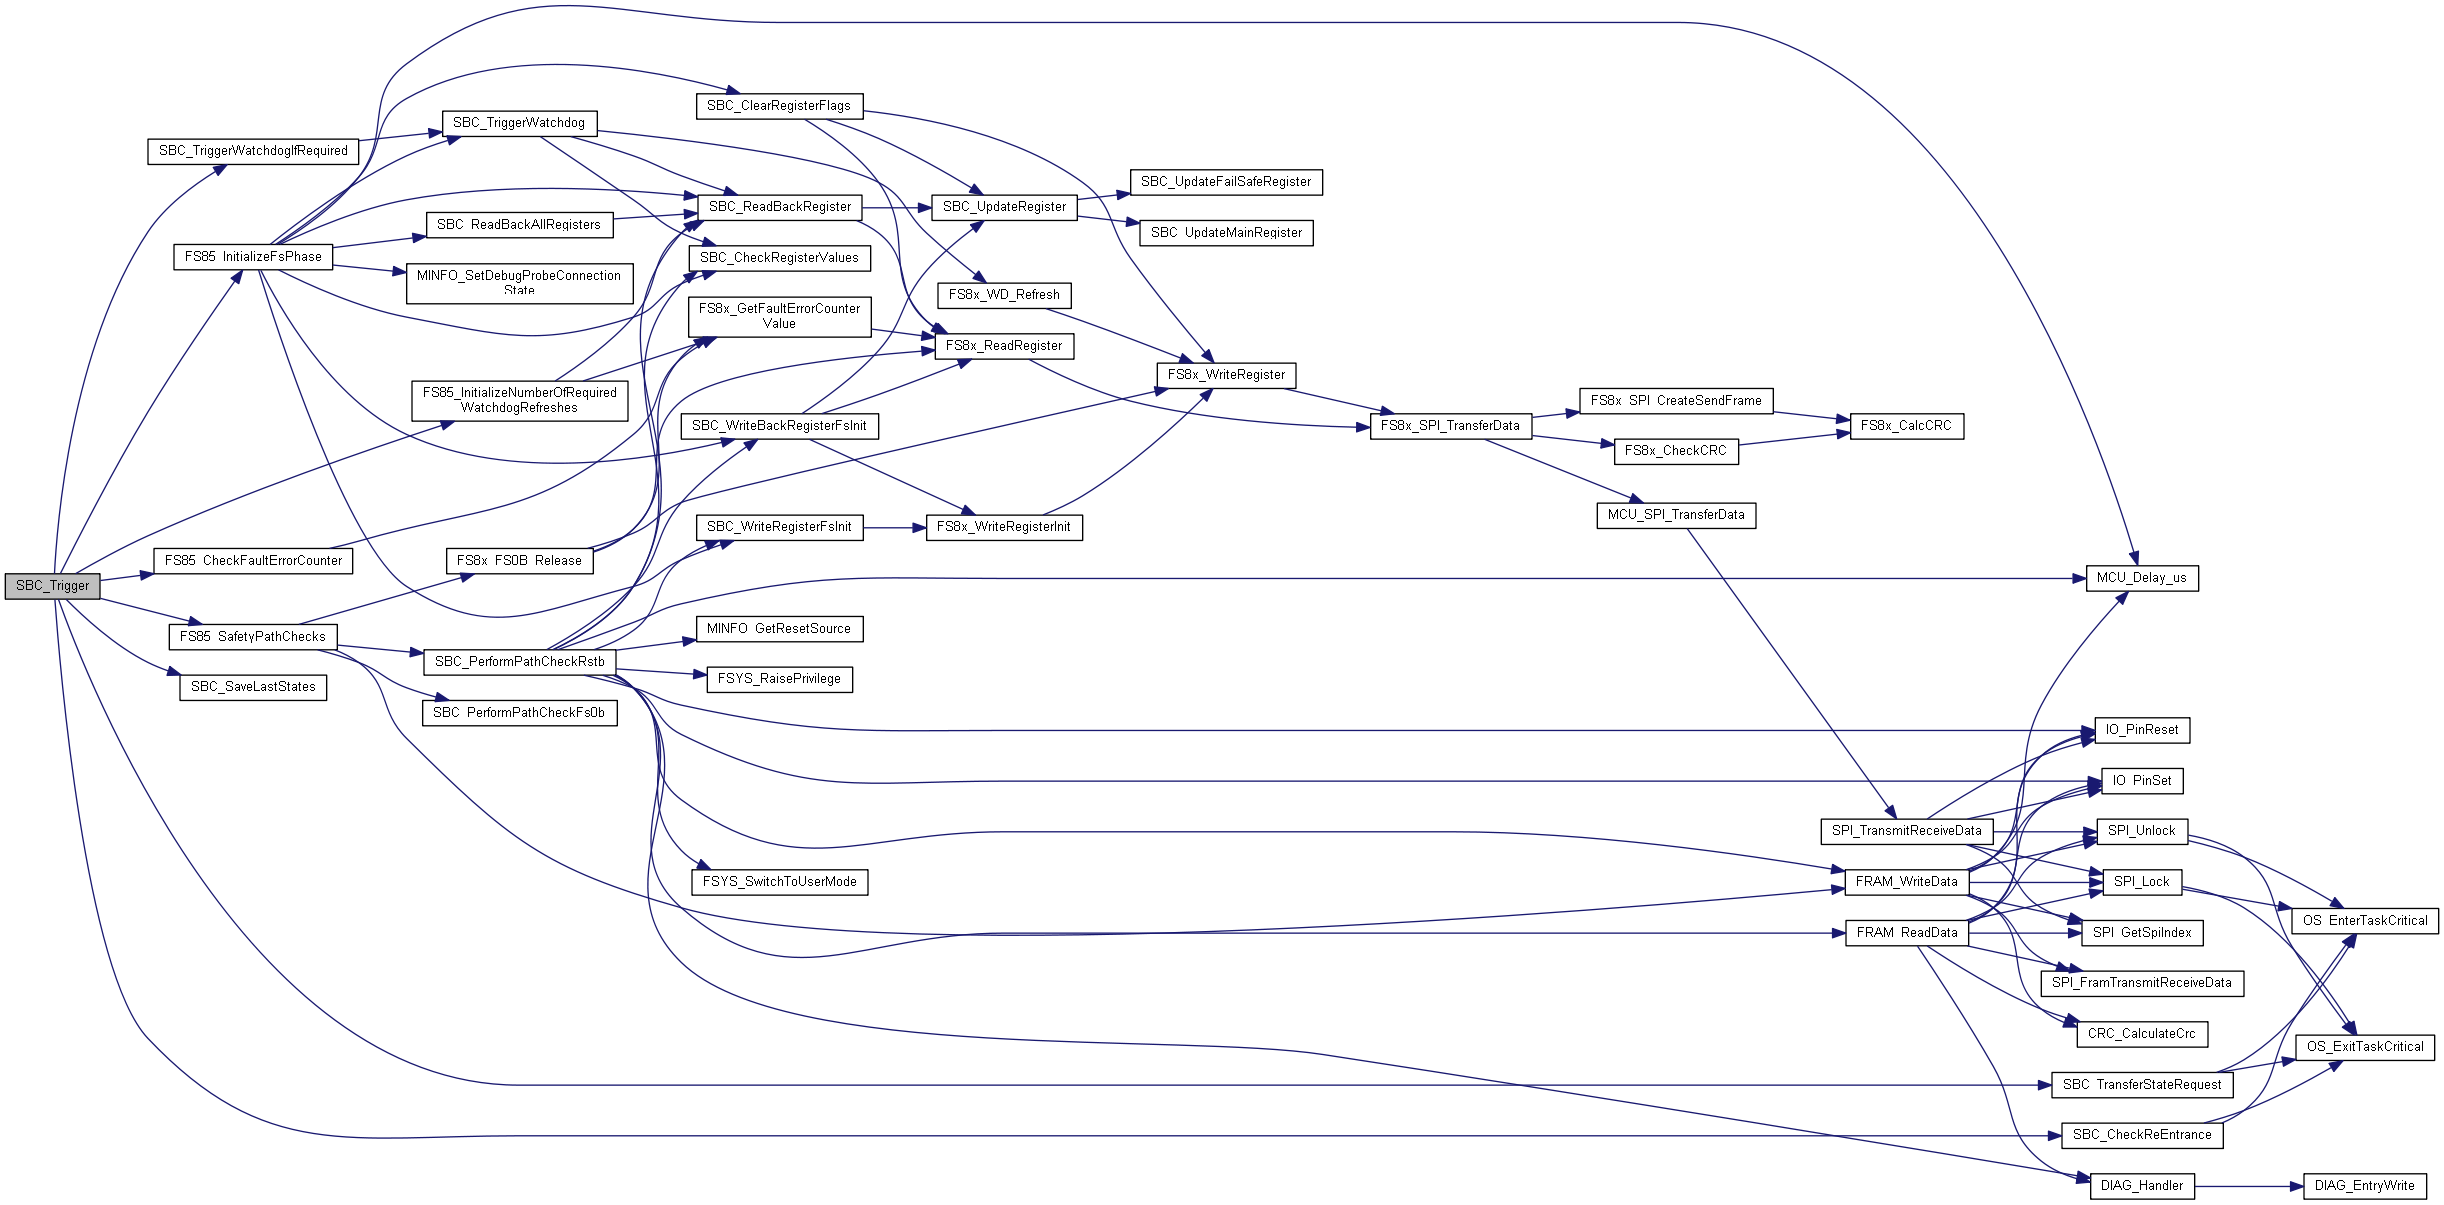 SBC_Trigger
SBC_TriggerWatchdogIfRequired
FS85_InitializeFsPhase
FS85_CheckFaultErrorCounter
FS85_SafetyPathChecks
SBC_SaveLastStates
SBC_TriggerWatchdog
SBC_ReadBackAllRegisters
MINFO_SetDebugProbeConnection
State
FS85_InitializeNumberOfRequired
WatchdogRefreshes
FS8x_FS0B_Release
SBC_PerformPathCheckRstb
SBC_PerformPathCheckFs0b
SBC_ClearRegisterFlags
SBC_ReadBackRegister
SBC_CheckRegisterValues
FS8x_GetFaultErrorCounter
Value
SBC_WriteBackRegisterFsInit
SBC_WriteRegisterFsInit
MINFO_GetResetSource
FSYS_RaisePrivilege
FSYS_SwitchToUserMode
SBC_UpdateRegister
FS8x_WD_Refresh
FS8x_ReadRegister
FS8x_WriteRegisterInit
SBC_UpdateFailSafeRegister
SBC_UpdateMainRegister
FS8x_WriteRegister
FS8x_SPI_TransferData
FS8x_SPI_CreateSendFrame
FS8x_CheckCRC
MCU_SPI_TransferData
FS8x_CalcCRC
SPI_TransmitReceiveData
FRAM_WriteData
FRAM_ReadData
MCU_Delay_us
IO_PinReset
IO_PinSet
SPI_Unlock
SPI_Lock
SPI_GetSpiIndex
SPI_FramTransmitReceiveData
CRC_CalculateCrc
SBC_TransferStateRequest
SBC_CheckReEntrance
DIAG_Handler
OS_EnterTaskCritical
OS_ExitTaskCritical
DIAG_EntryWrite